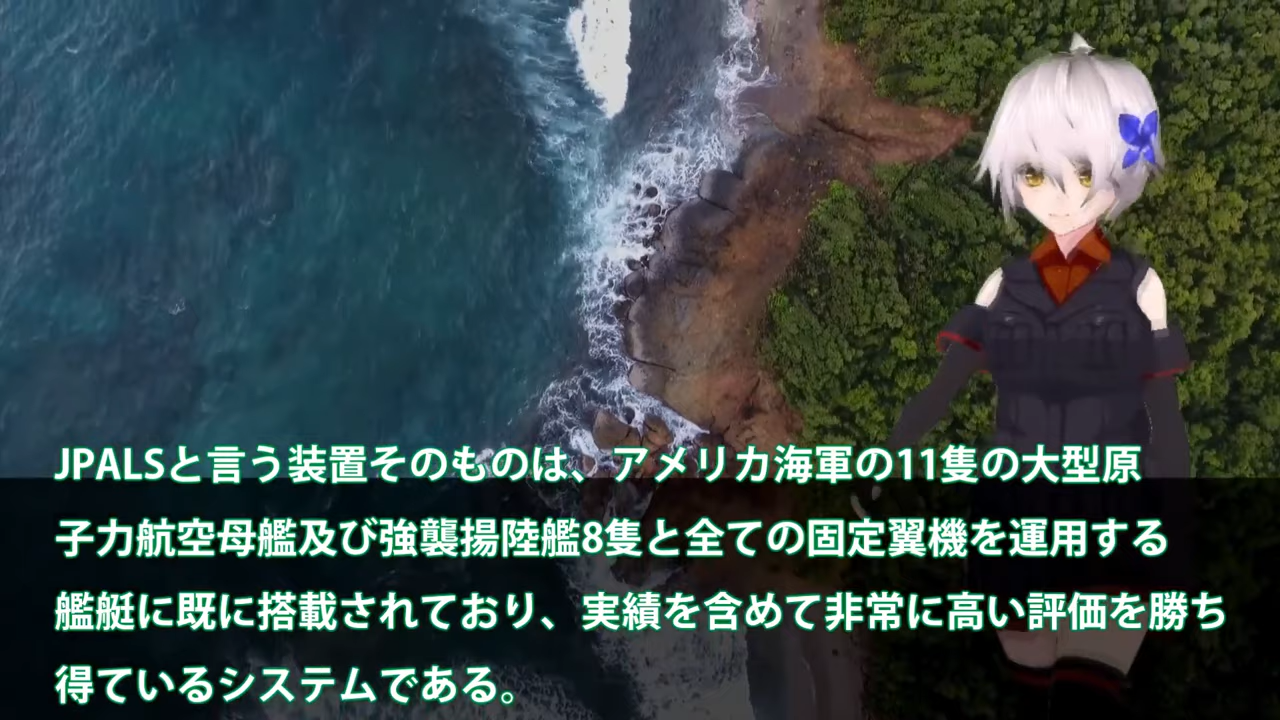 JPALSと言う装置そのものは、アメリカ海軍の11隻の大型原
子力航空母艦及び強襲揚陸艦8隻と全ての固定翼機を運用する
艦艇に既に搭載されており、実績を含めて非常に高い評価を勝ち
得ているシステムである。